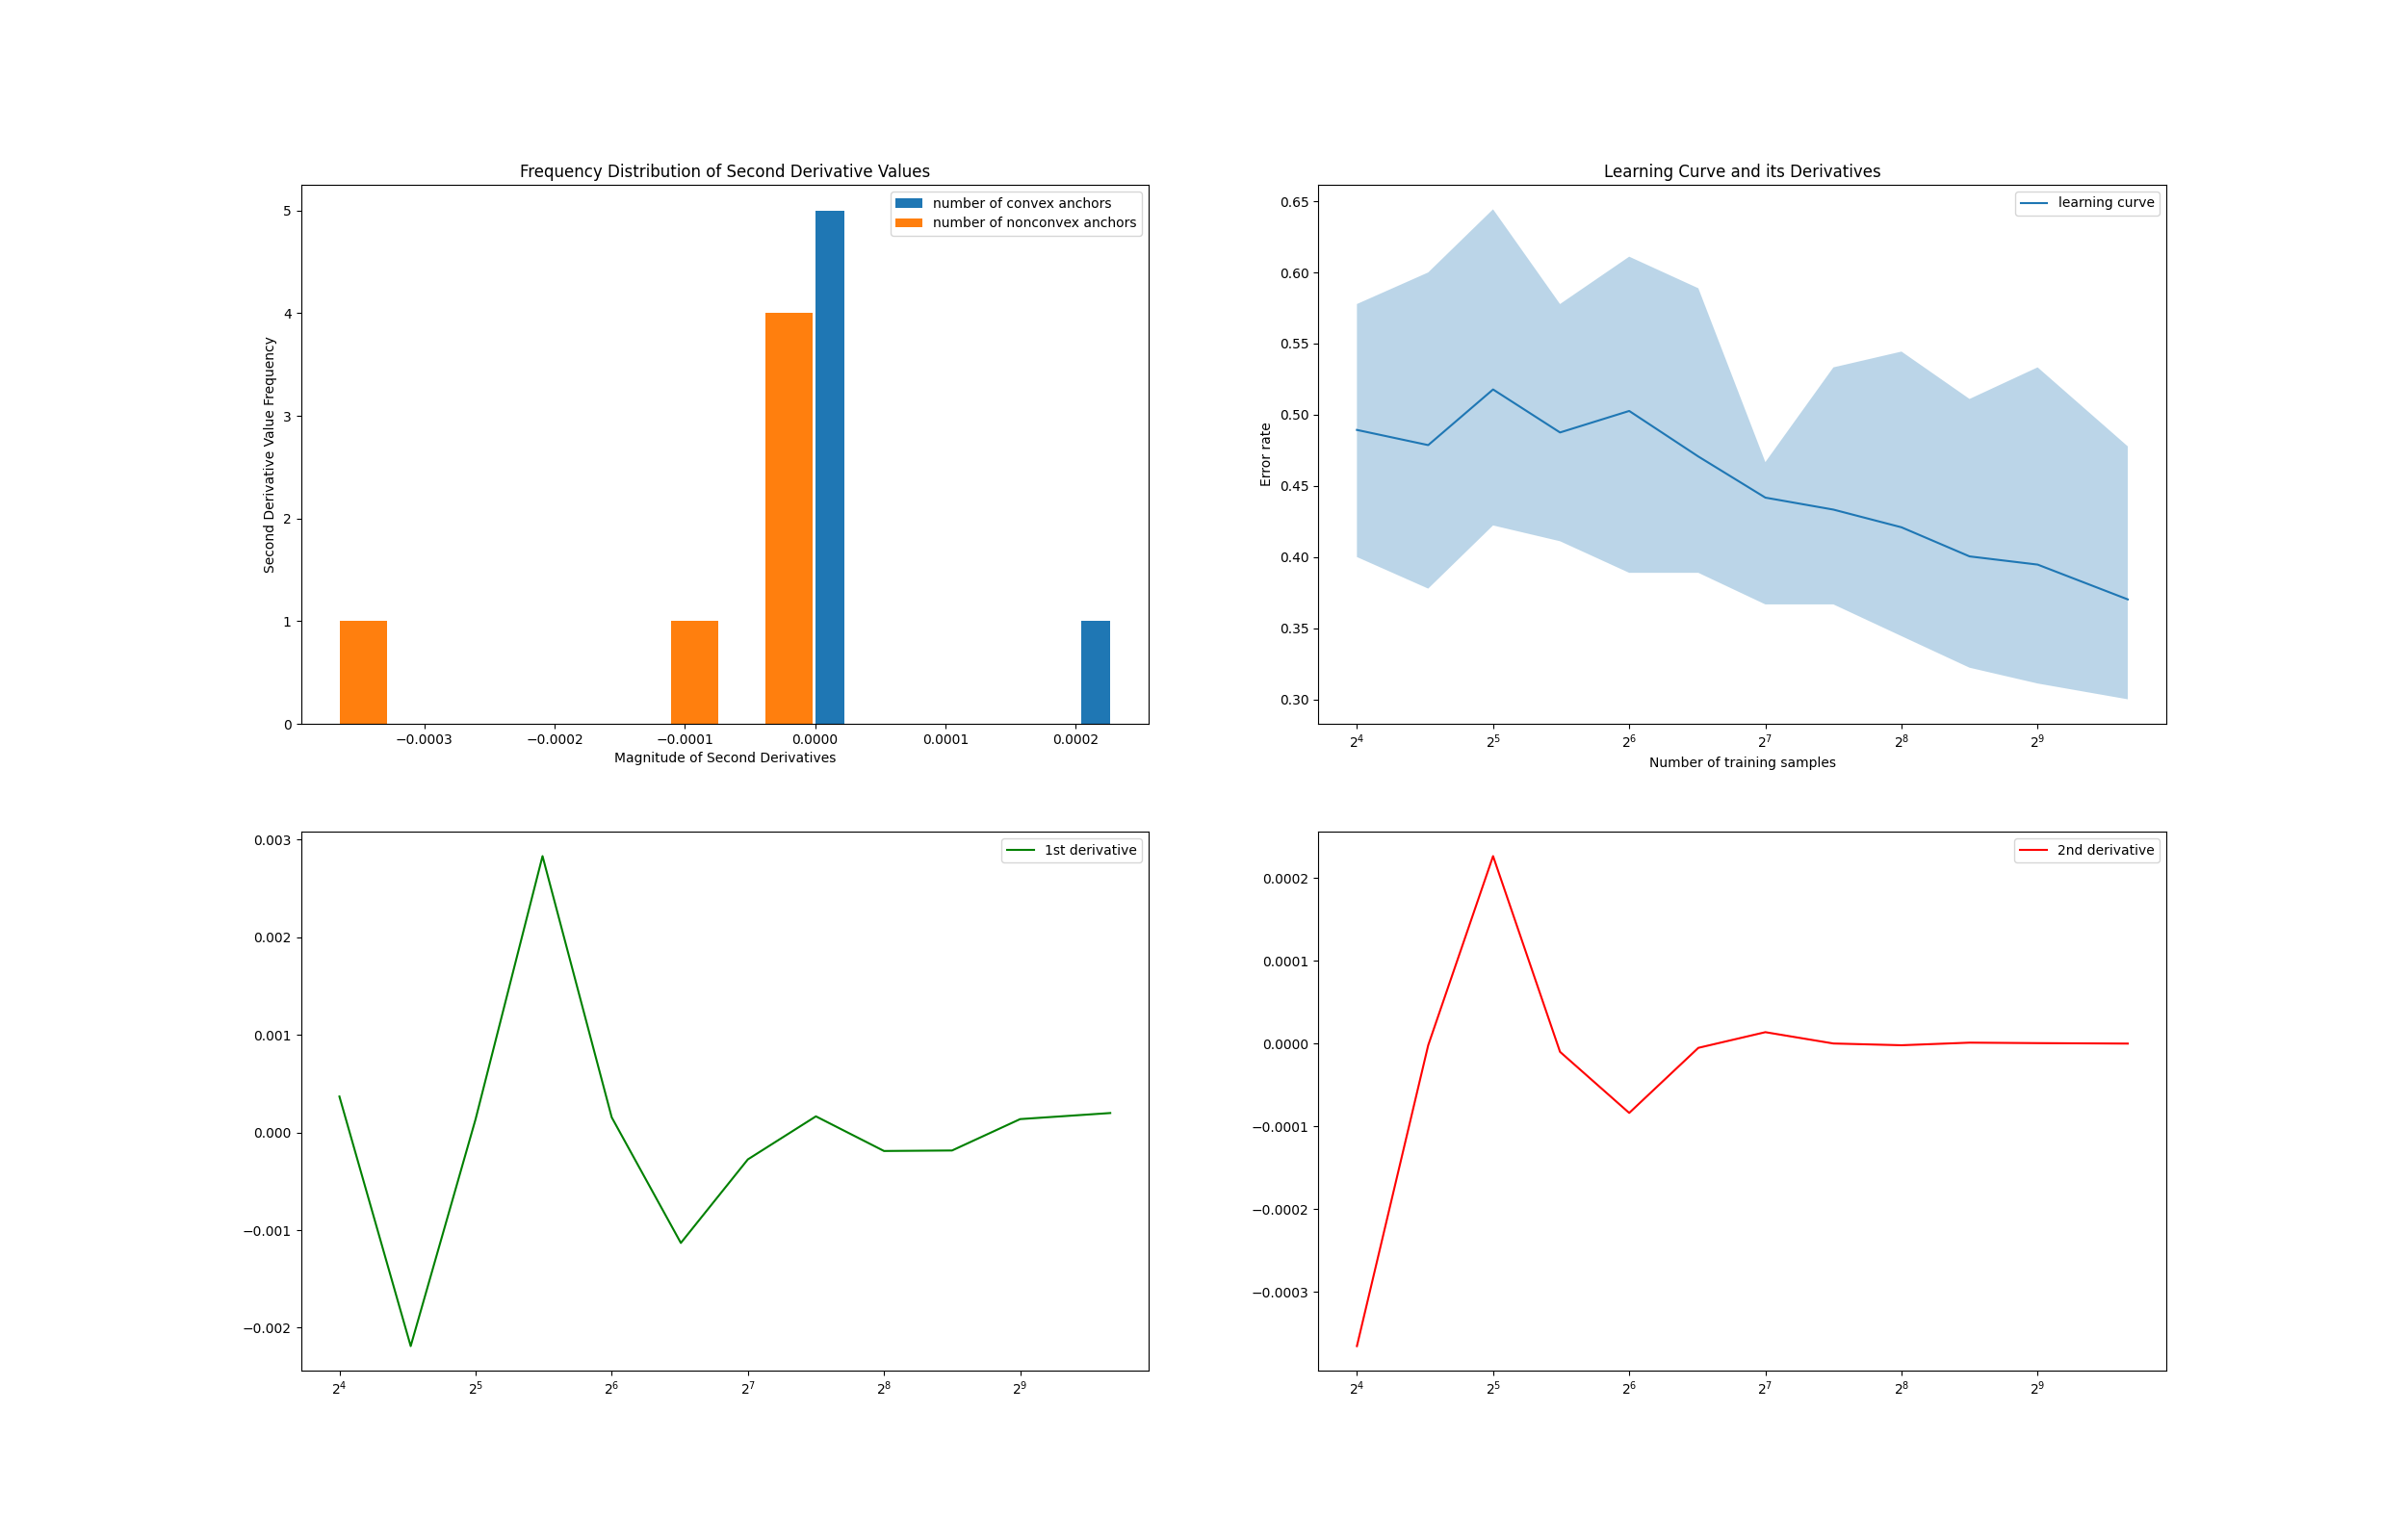 Frequency Distribution of Second Derivative Values
number of convex anchors
number of nonconvex anchors
5
4
3
2
1
0
Second Derivative Value Frequency
−0.0003 −0.0002 −0.0001 0.0000 0.0001 0.0002
Magnitude of Second Derivatives
Learning Curve and its Derivatives
learning curve
0.65
0.60
0.55
0.50
0.45
0.40
0.35
0.30
Error rate
2⁴ 2⁵ 2⁶ 2⁷ 2⁸ 2⁹
Number of training samples
1st derivative
0.003
0.002
0.001
0.000
−0.001
−0.002
2⁴ 2⁵ 2⁶ 2⁷ 2⁸ 2⁹
2nd derivative
0.0002
0.0001
0.0000
−0.0001
−0.0002
−0.0003
2⁴ 2⁵ 2⁶ 2⁷ 2⁸ 2⁹